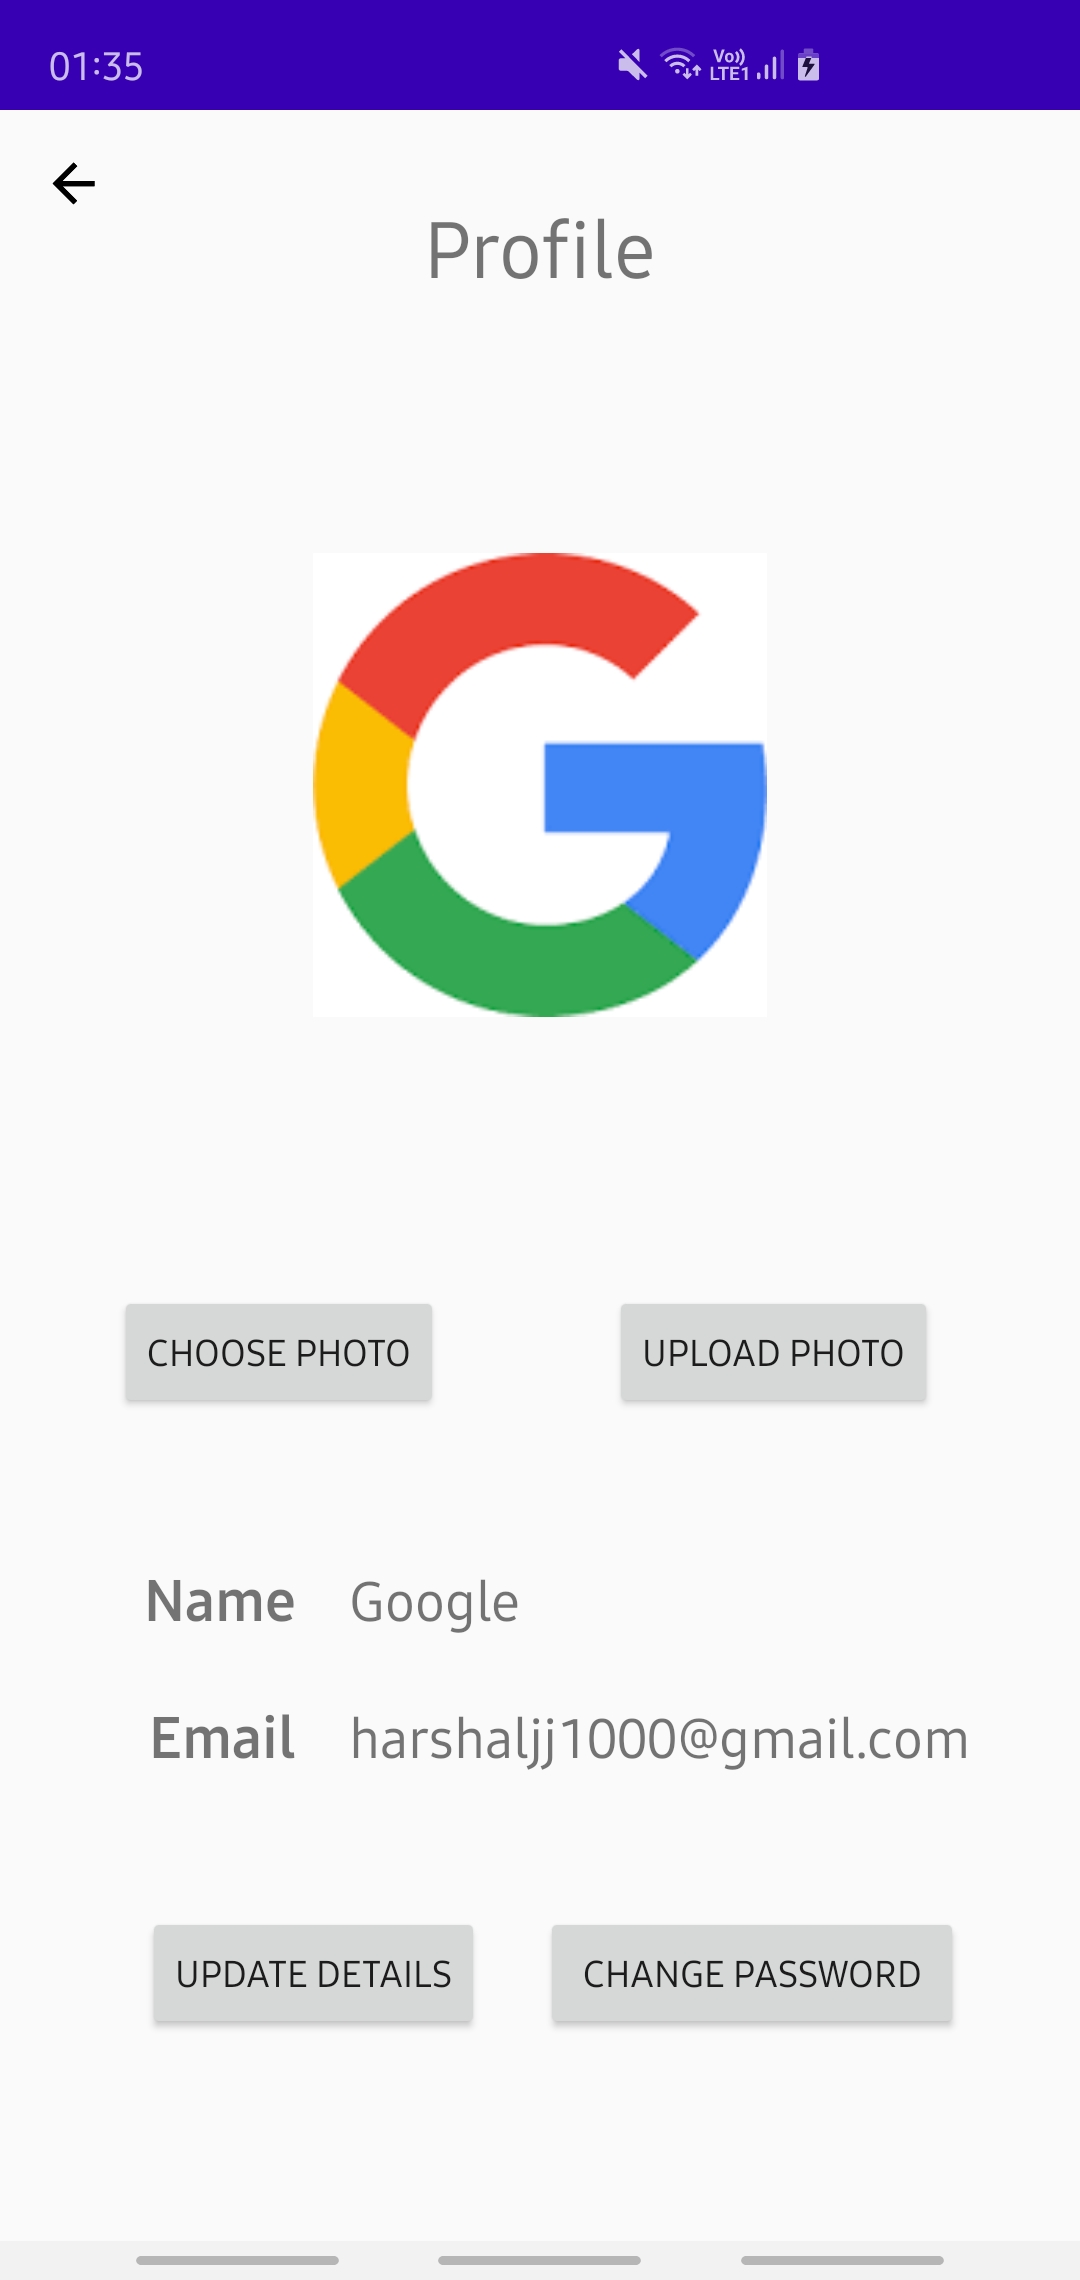 01:35
Vo)) LTE1
Profile
CHOOSE PHOTO
UPLOAD PHOTO
Name Google
Email harshaljj1000@gmail.com
UPDATE DETAILS
CHANGE PASSWORD